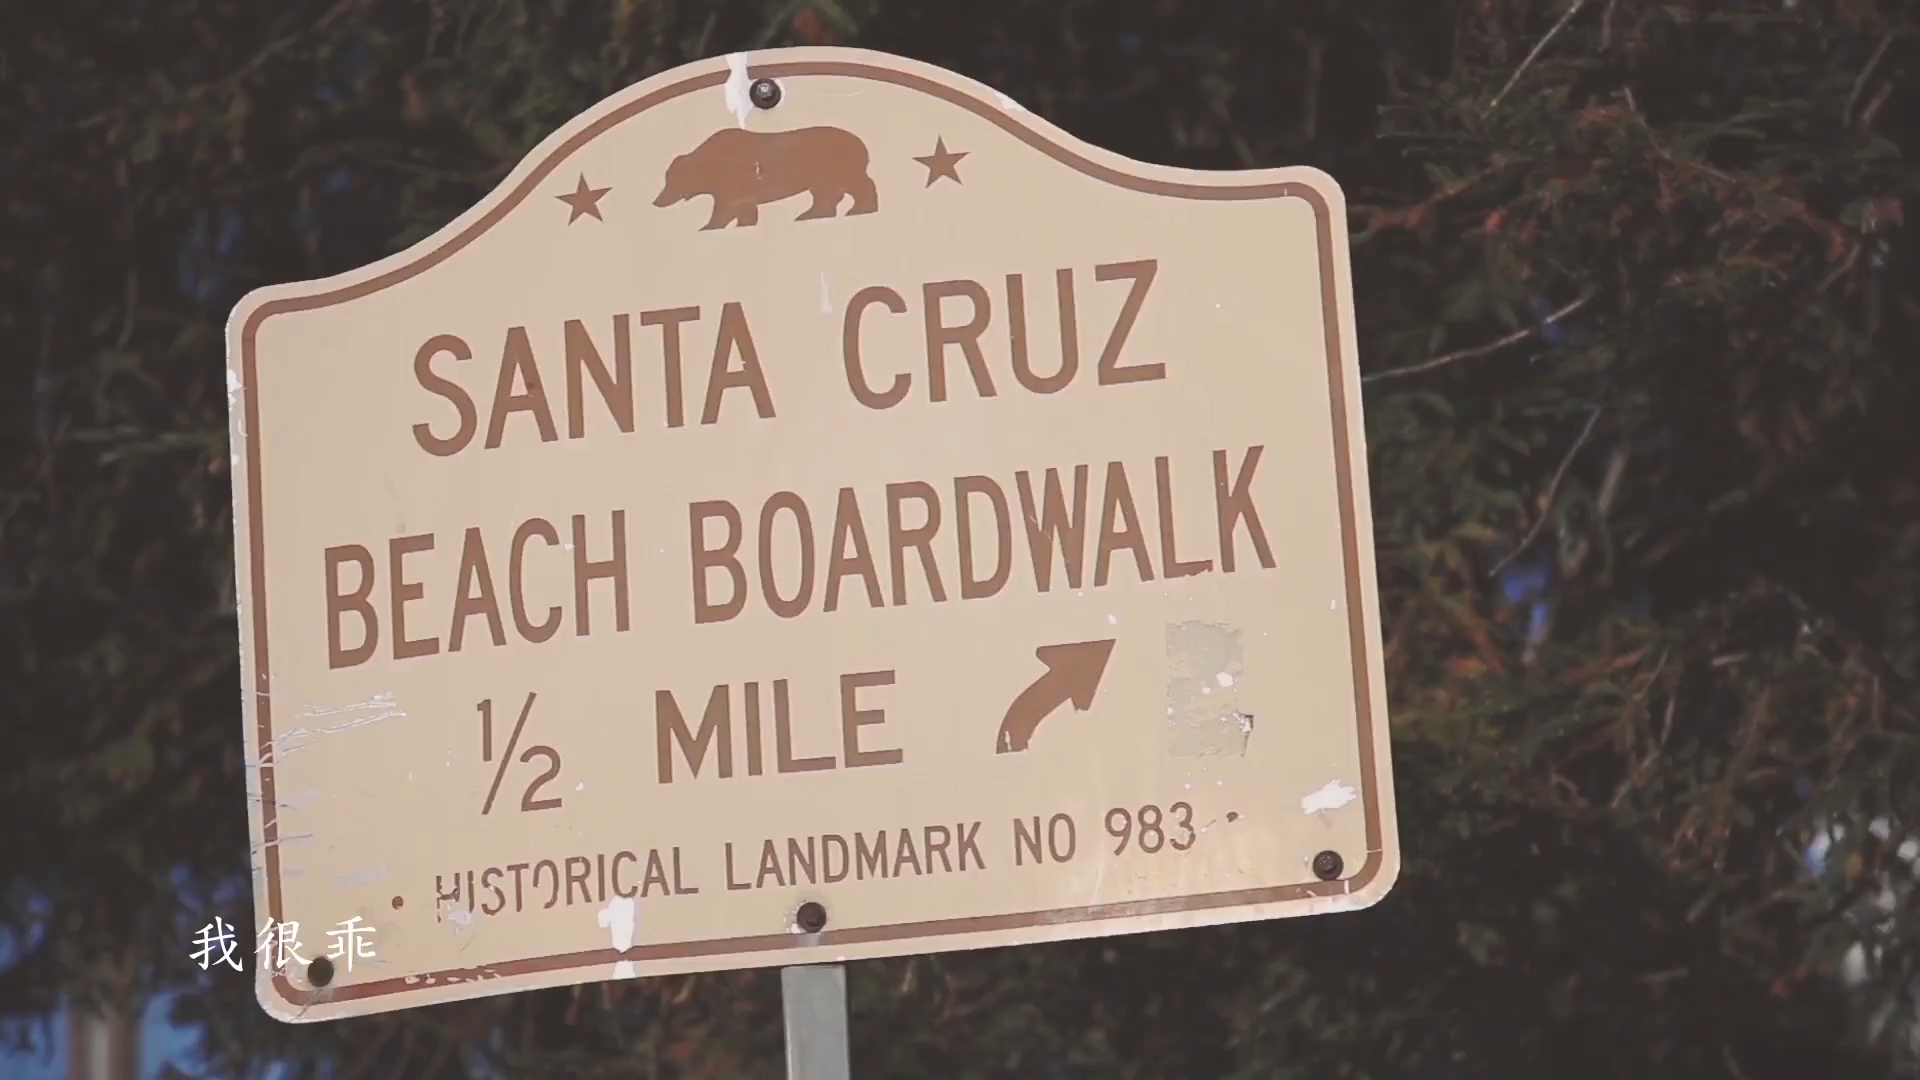 SANTA CRUZ
BEACH BOARDWALK
½ MILE
• HISTORICAL LANDMARK NO 983 •
我很乖